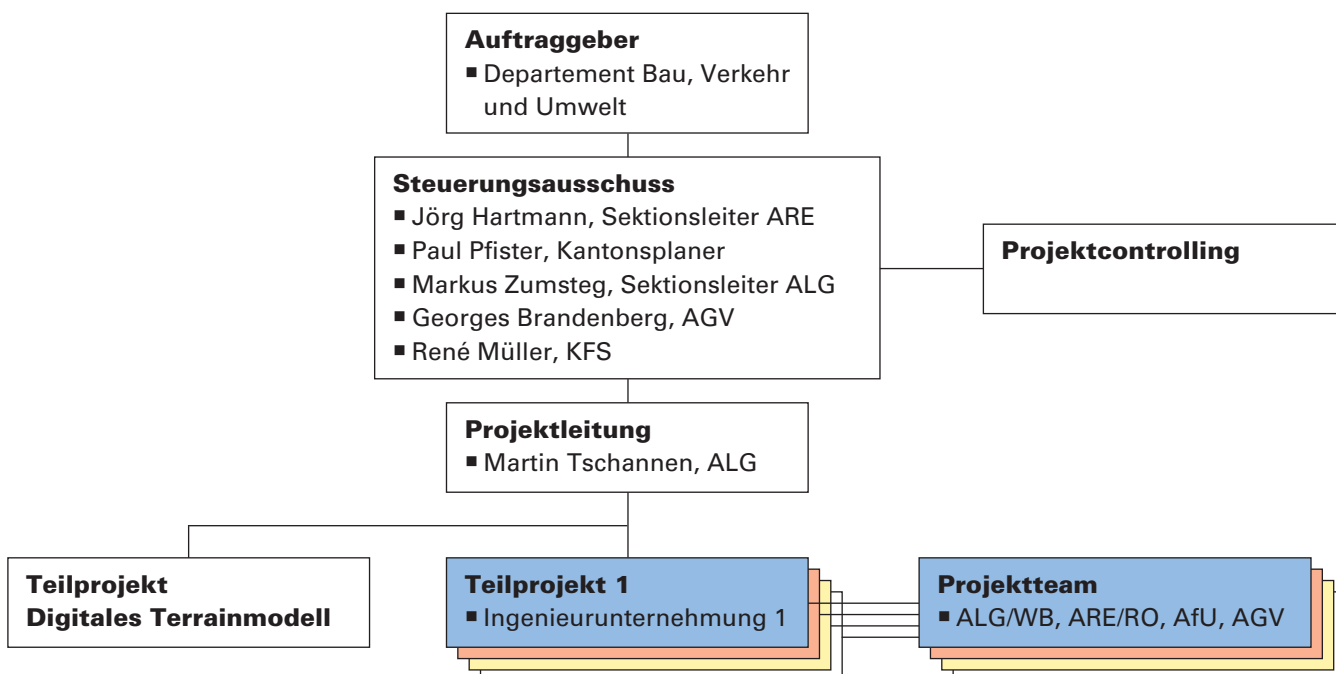 Auftraggeber
▪ Departement Bau, Verkehr
und Umwelt
Steuerungsausschuss
▪ Jörg Hartmann, Sektionsleiter ARE
▪ Paul Pfister, Kantonsplaner
▪ Markus Zumsteg, Sektionsleiter ALG
▪ Georges Brandenberg, AGV
▪ René Müller, KFS
Projektcontrolling
Projektleitung
▪ Martin Tschannen, ALG
Teilprojekt
Digitales Terrainmodell
Teilprojekt 1
▪ Ingenieurunternehmung 1
Projektteam
▪ ALG/WB, ARE/RO, AfU, AGV